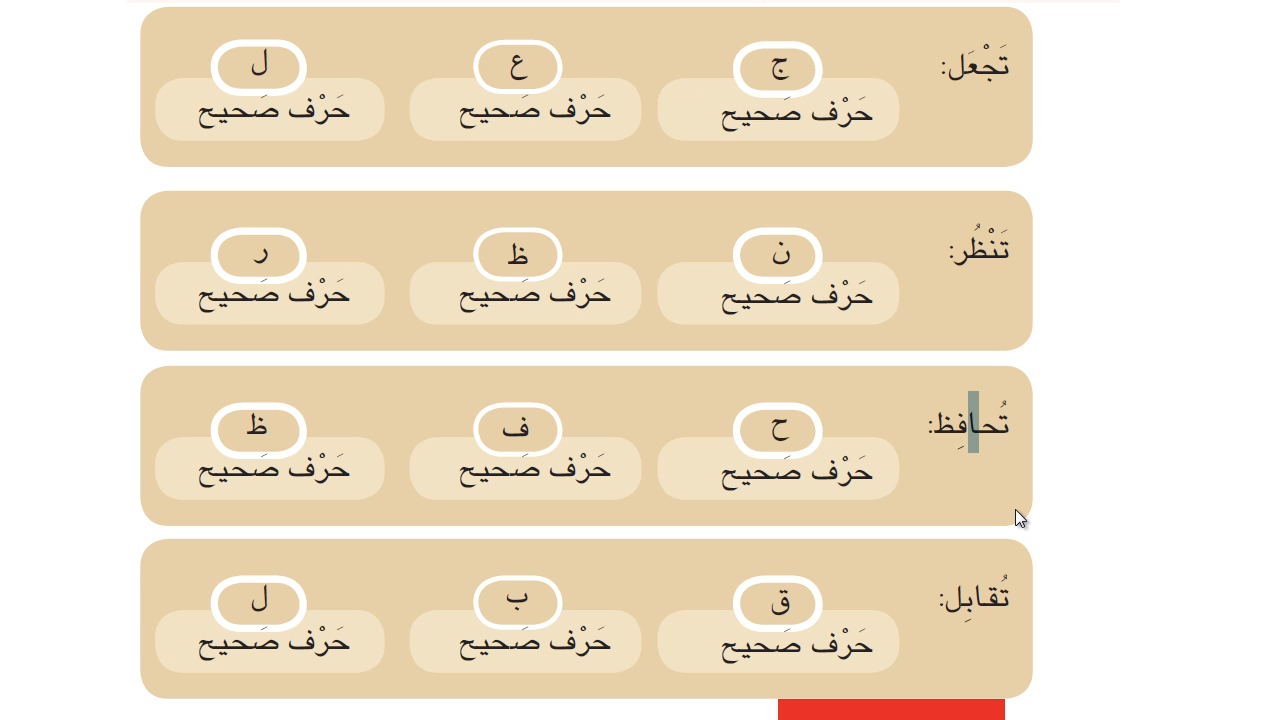 تَجْعَل: ج ع ل
حَرْف صَحيح حَرْف صَحيح حَرْف صَحيح
تَنْظُر: ن ظ ر
حَرْف صَحيح حَرْف صَحيح حَرْف صَحيح
تُحافِظ: ح ف ظ
حَرْف صَحيح حَرْف صَحيح حَرْف صَحيح
تُقابِل: ق ب ل
حَرْف صَحيح حَرْف صَحيح حَرْف صَحيح